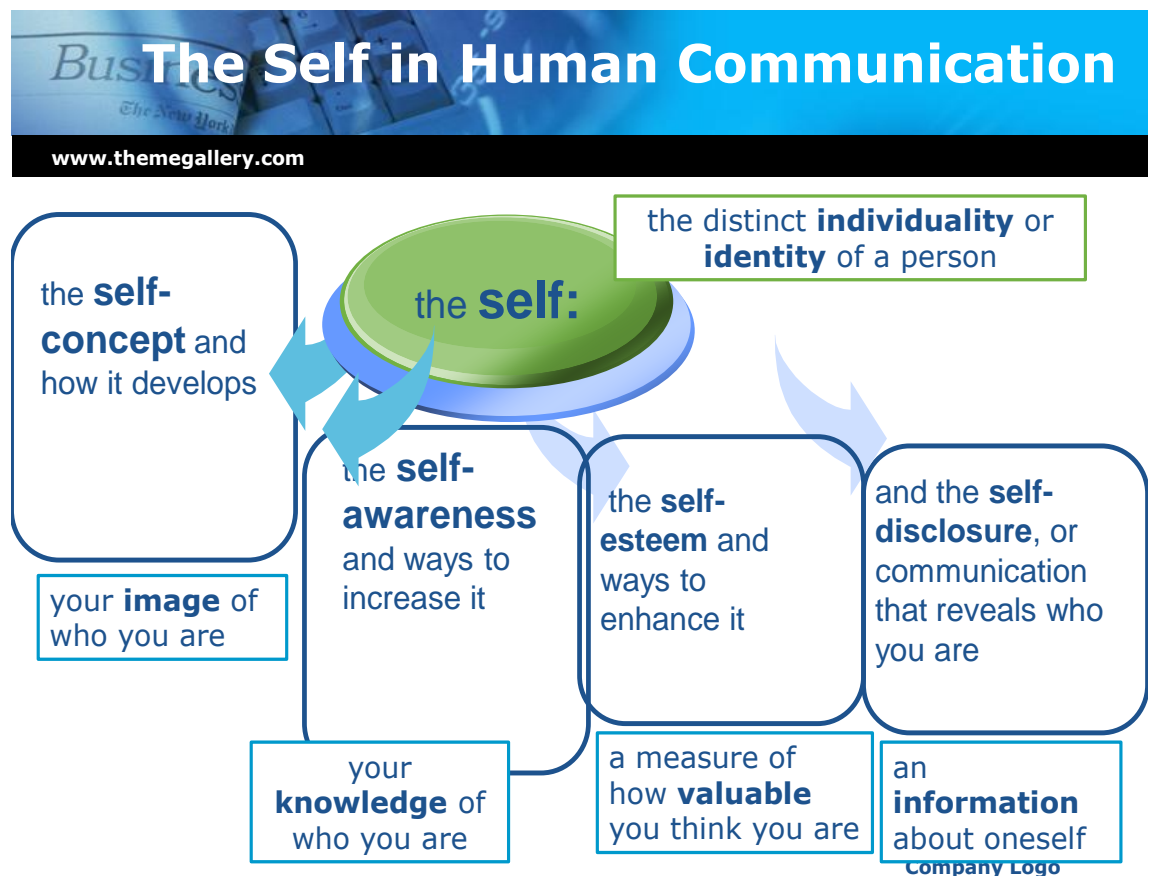 Business
The New York
The Self in Human Communication
www.themegallery.com
the distinct individuality or
identity of a person
the self:
the self-
concept and
how it develops
your image of
who you are
the self-
awareness
and ways to
increase it
your
knowledge of
who you are
the self-
esteem and
ways to
enhance it
a measure of
how valuable
you think you are
and the self-
disclosure, or
communication
that reveals who
you are
an
information
about oneself
Company Logo